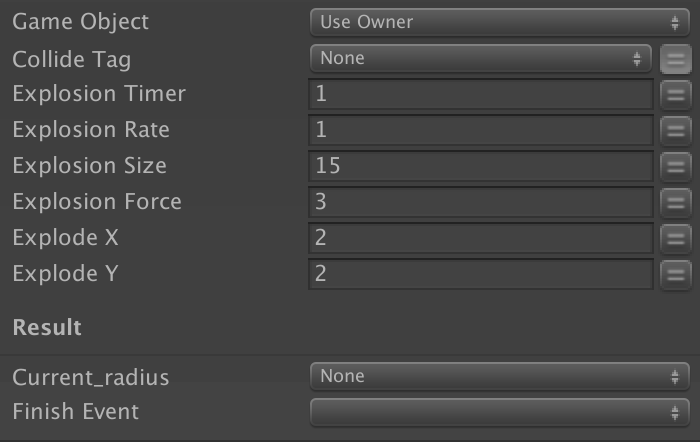 Game Object Use Owner
Collide Tag None
Explosion Timer 1
Explosion Rate 1
Explosion Size 15
Explosion Force 3
Explode X 2
Explode Y 2
Result
Current_radius None
Finish Event